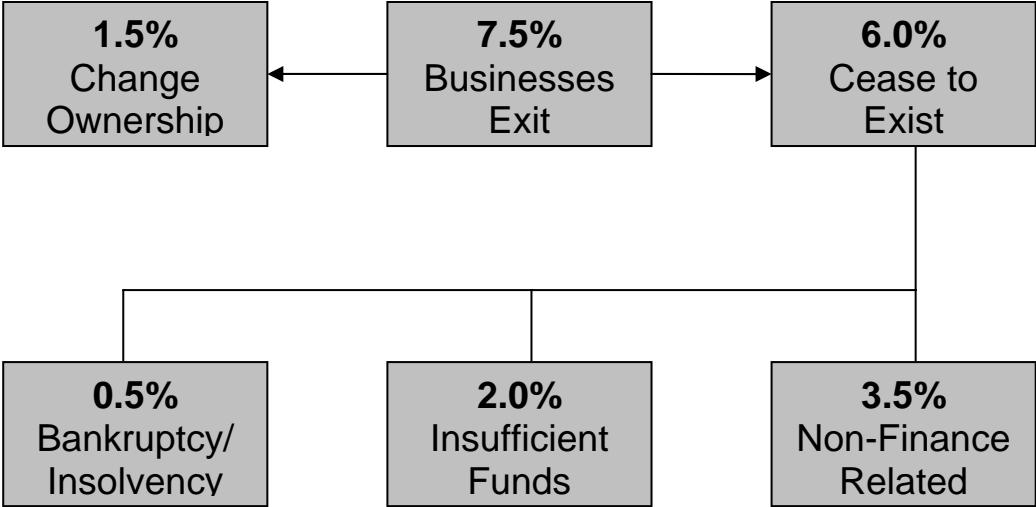 1.5%
Change
Ownership
7.5%
Businesses
Exit
6.0%
Cease to
Exist
0.5%
Bankruptcy/
Insolvency
2.0%
Insufficient
Funds
3.5%
Non-Finance
Related